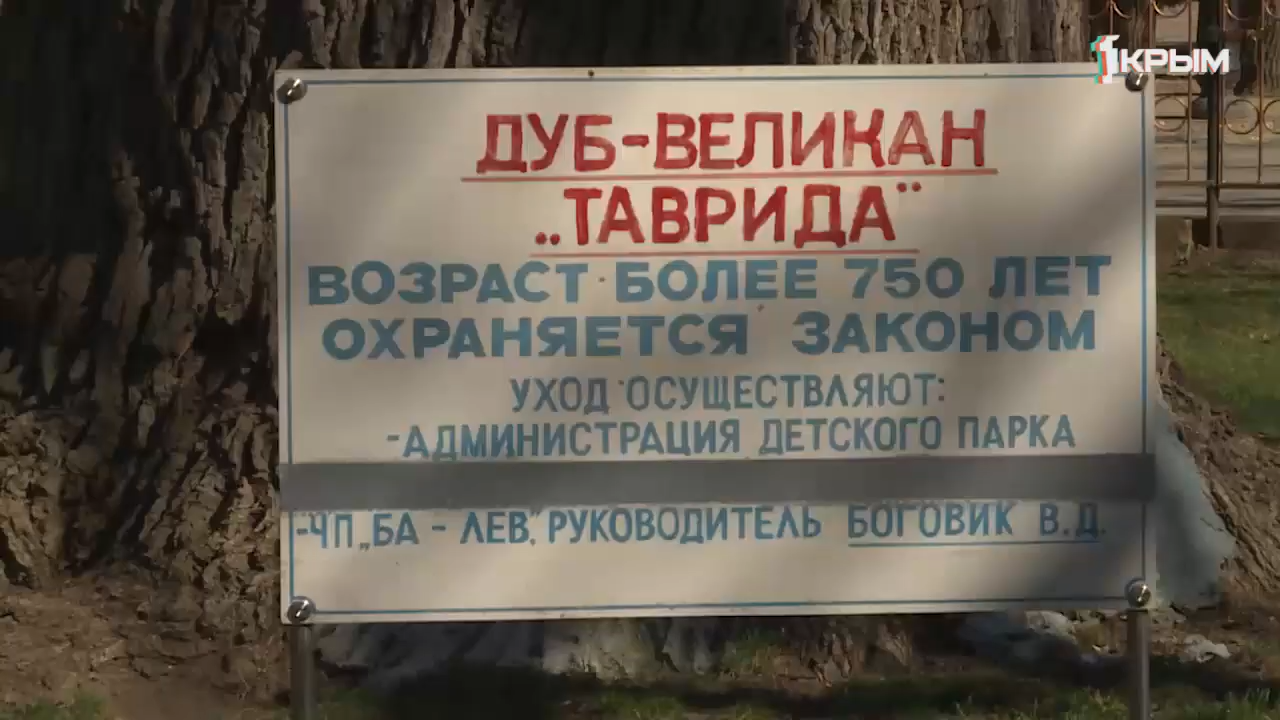 1КРЫМ
ДУБ-ВЕЛИКАН
„ТАВРИДА"
ВОЗРАСТ БОЛЕЕ 750 ЛЕТ
ОХРАНЯЕТСЯ ЗАКОНОМ
УХОД ОСУЩЕСТВЛЯЮТ:
-АДМИНИСТРАЦИЯ ДЕТСКОГО ПАРКА
-ЧП „БА - ЛЕВ", РУКОВОДИТЕЛЬ БОГОВИК В.Д.